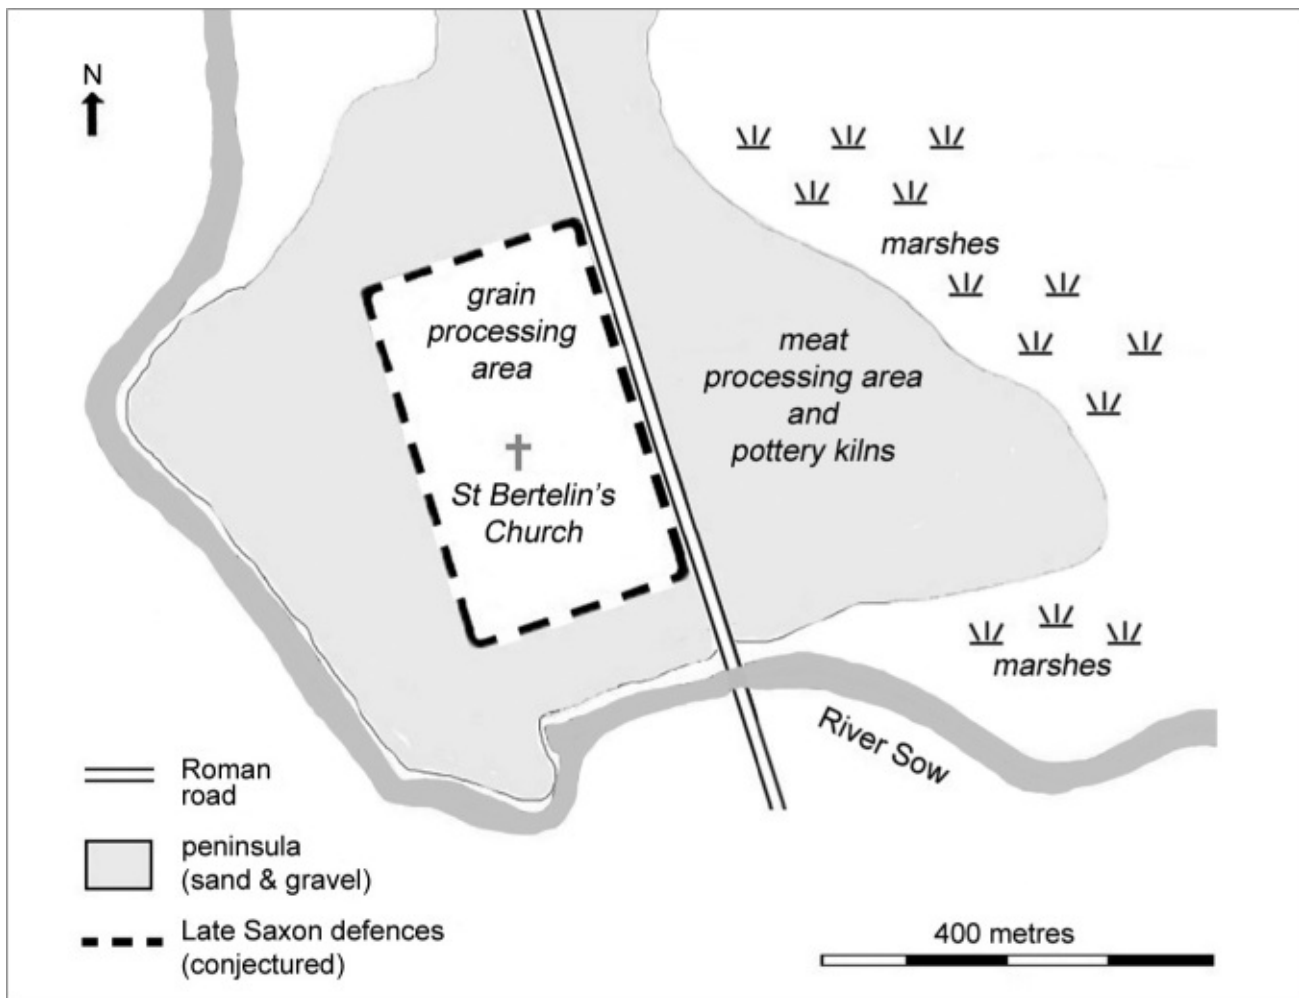 N
marshes
grain
processing
area
meat
processing area
and
pottery kilns
St Bertelin's
Church
marshes
River Sow
Roman
road
peninsula
(sand & gravel)
Late Saxon defences
(conjectured)
400 metres